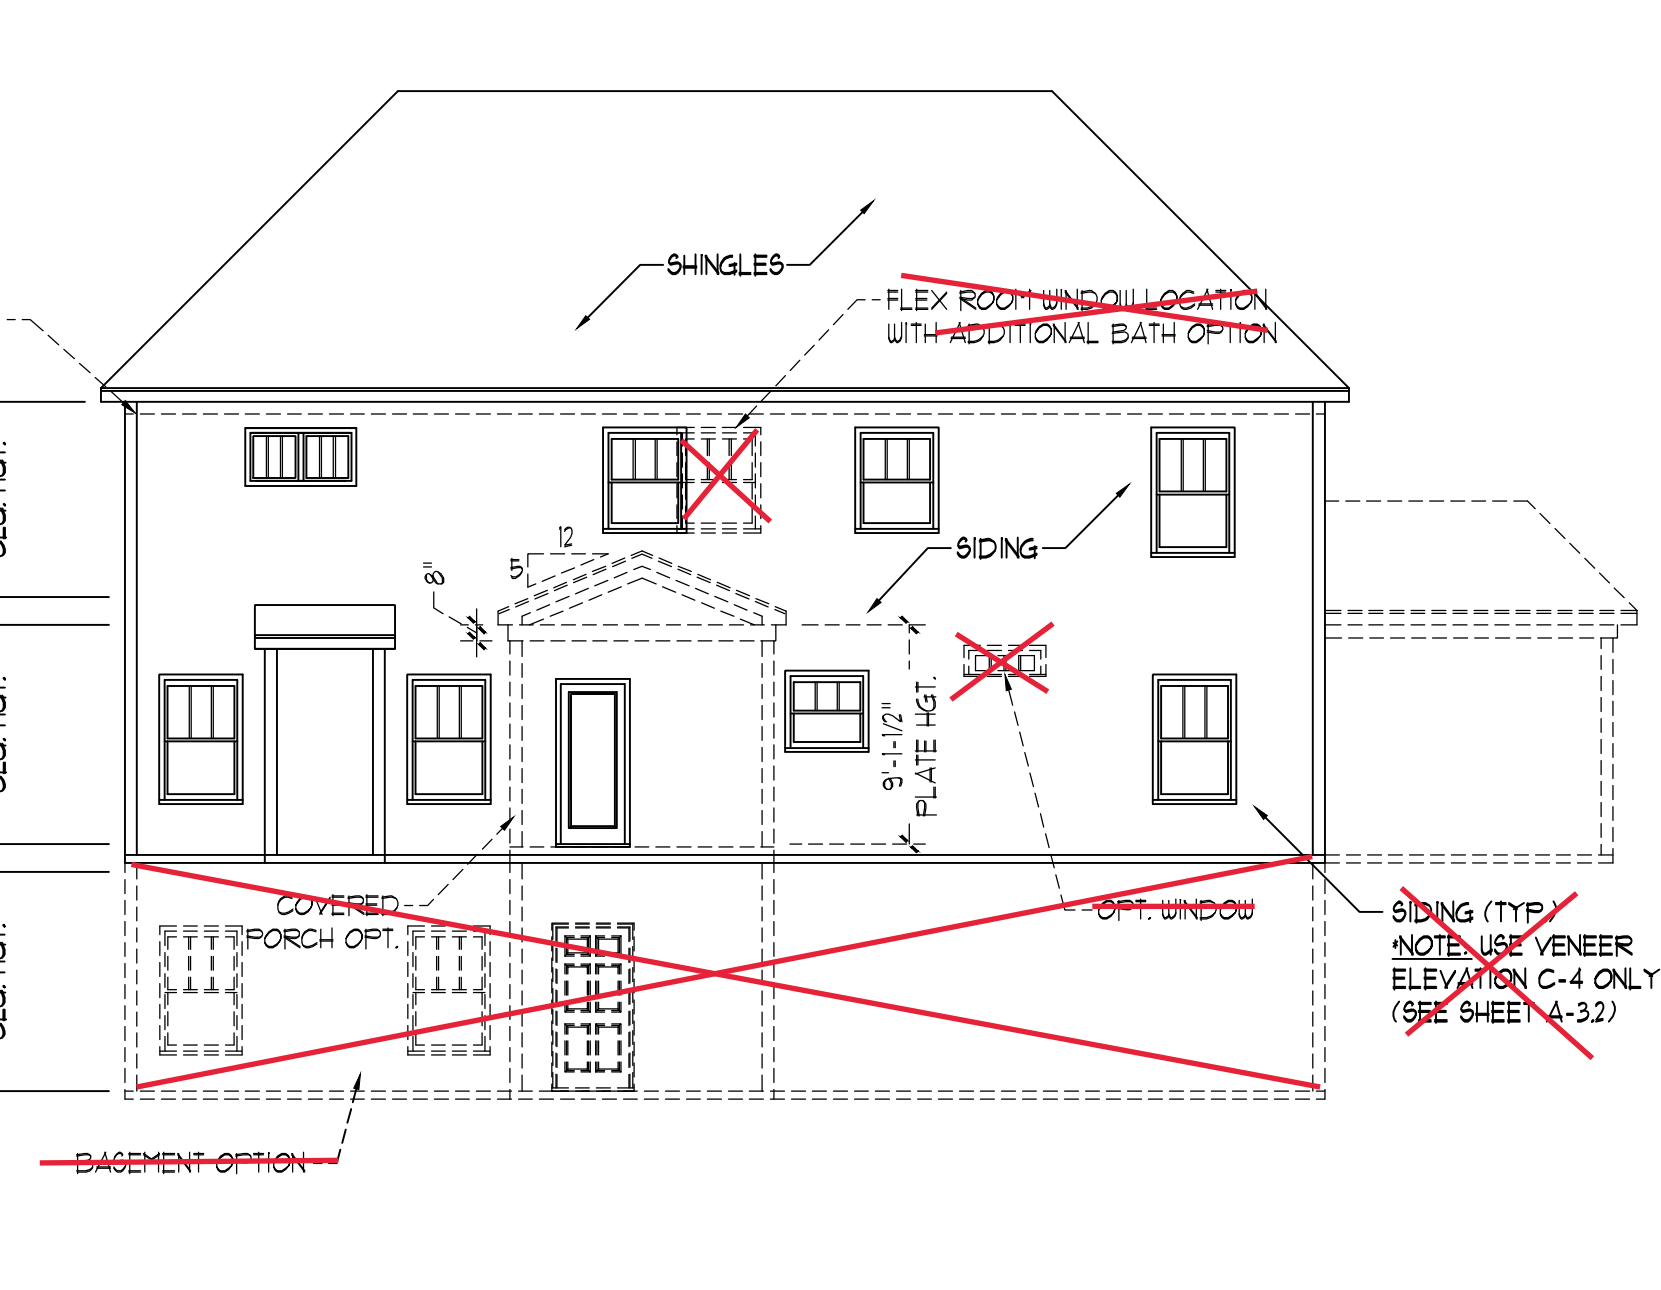 SHINGLES
FLEX ROOM WINDOW LOCATION
WITH ADDITIONAL BATH OPTION
12
5
8"
SIDING
9'-1-1/2"
PLATE HGT.
COVERED
PORCH OPT.
OPT. WINDOW
SIDING (TYP.)
*NOTE: USE VENEER
ELEVATION C-4 ONLY
(SEE SHEET A-3.2)
BASEMENT OPTION